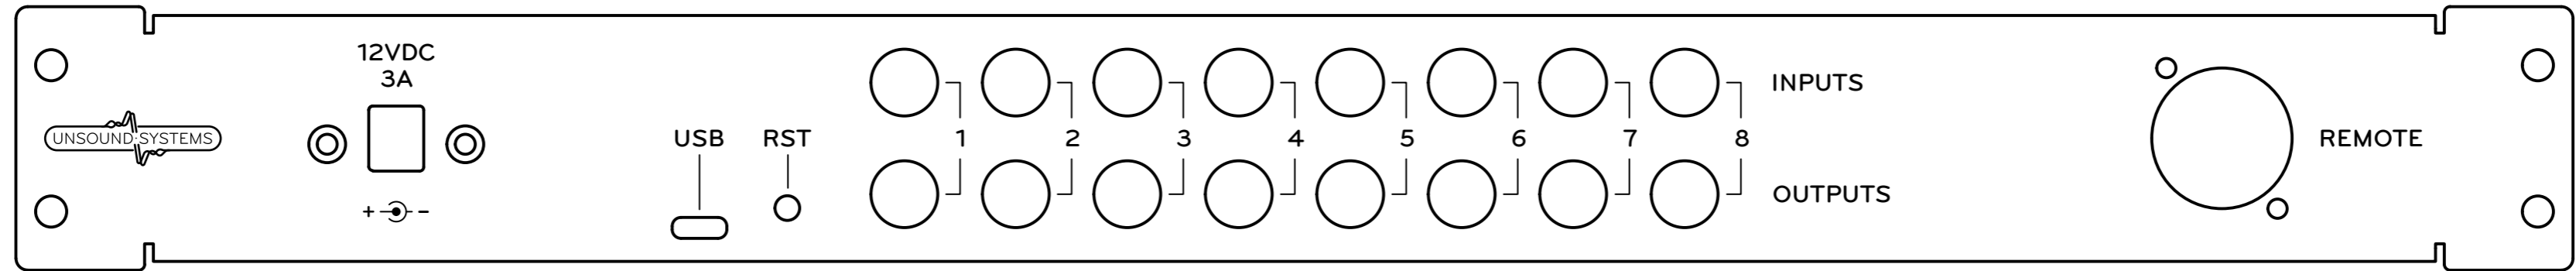 12VDC
3A
UNSOUND SYSTEMS
+ -
USB
RST
INPUTS
1 2 3 4 5 6 7 8
OUTPUTS
REMOTE